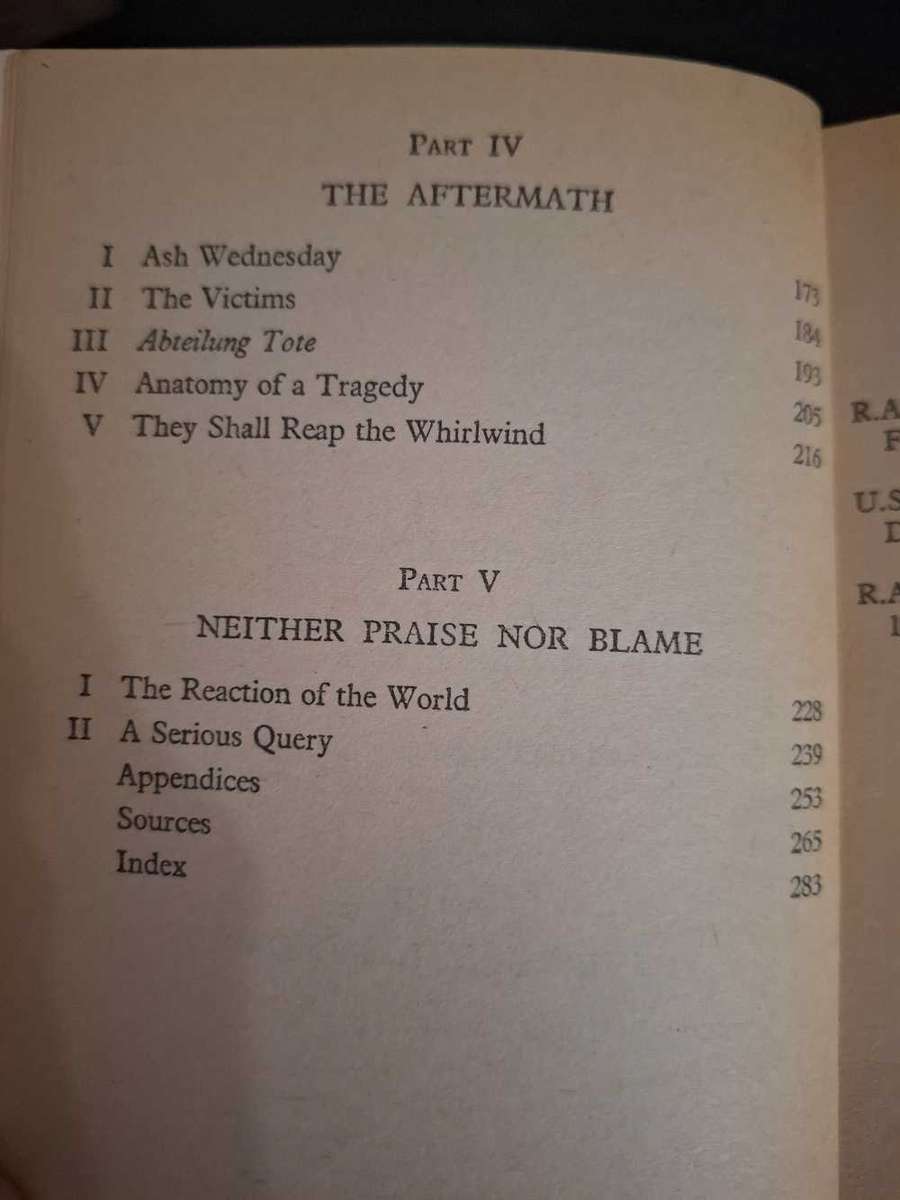 PART IV
THE AFTERMATH
I Ash Wednesday 173
II The Victims 184
III Abteilung Tote 193
IV Anatomy of a Tragedy 205
V They Shall Reap the Whirlwind 216
PART V
NEITHER PRAISE NOR BLAME
I The Reaction of the World 228
II A Serious Query 239
Appendices 253
Sources 265
Index 283
R.A
F
U.S
D
R.A
1